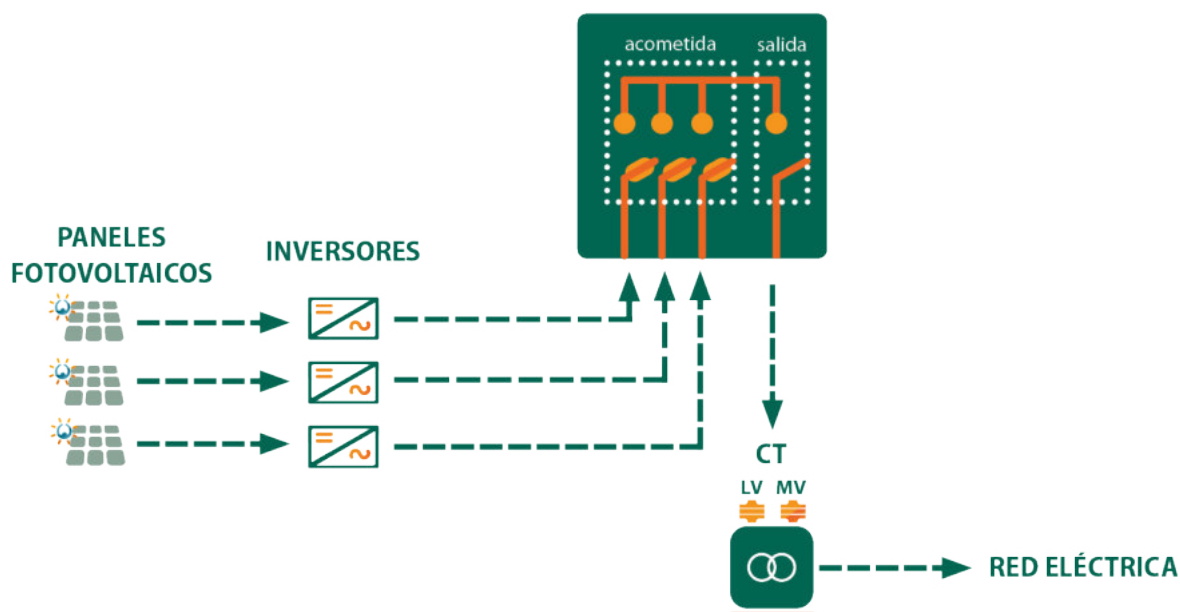 acometida
salida
PANELES
FOTOVOLTAICOS
INVERSORES
CT
LV MV
RED ELÉCTRICA